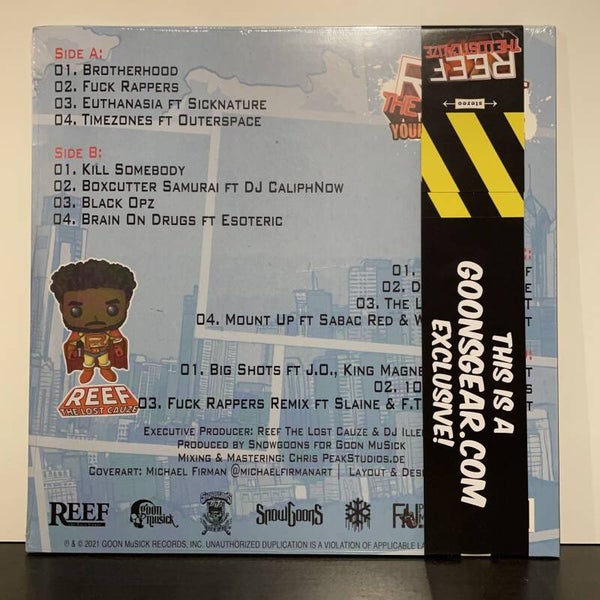 SIDE A:
01. BROTHERHOOD
02. FUCK RAPPERS
03. EUTHANASIA FT SICKNATURE
04. TIMEZONES FT OUTERSPACE
SIDE B:
01. KILL SOMEBODY
02. BOXCUTTER SAMURAI FT DJ CALIPHNOW
03. BLACK OPZ
04. BRAIN ON DRUGS FT ESOTERIC
01.
02.
03. THE
04. MOUNT UP FT SABAC RED &
01. BIG SHOTS FT J.O., KING
02.
03. FUCK RAPPERS REMIX FT SLAINE &
EXECUTIVE PRODUCER: REEF THE LOST CAUZE & DJ
PRODUCED BY SNOWGOONS FOR GOON MUSICK
MIXING & MASTERING: CHRIS PEAKSTUDIOS.DE
COVERART: MICHAEL FIRMAN @MICHAELFIRMANART | LAYOUT &
REEF
THE LOST CAUZE
REEF
goon musick
SNOWGOONS
℗ & © 2021 GOON MUSICK RECORDS, INC. UNAUTHORIZED DUPLICATION IS A VIOLATION OF APPLICABLE
REEF
THE LOST CAUZE
stereo
THIS IS A
GOONSGEAR.COM
EXCLUSIVE!